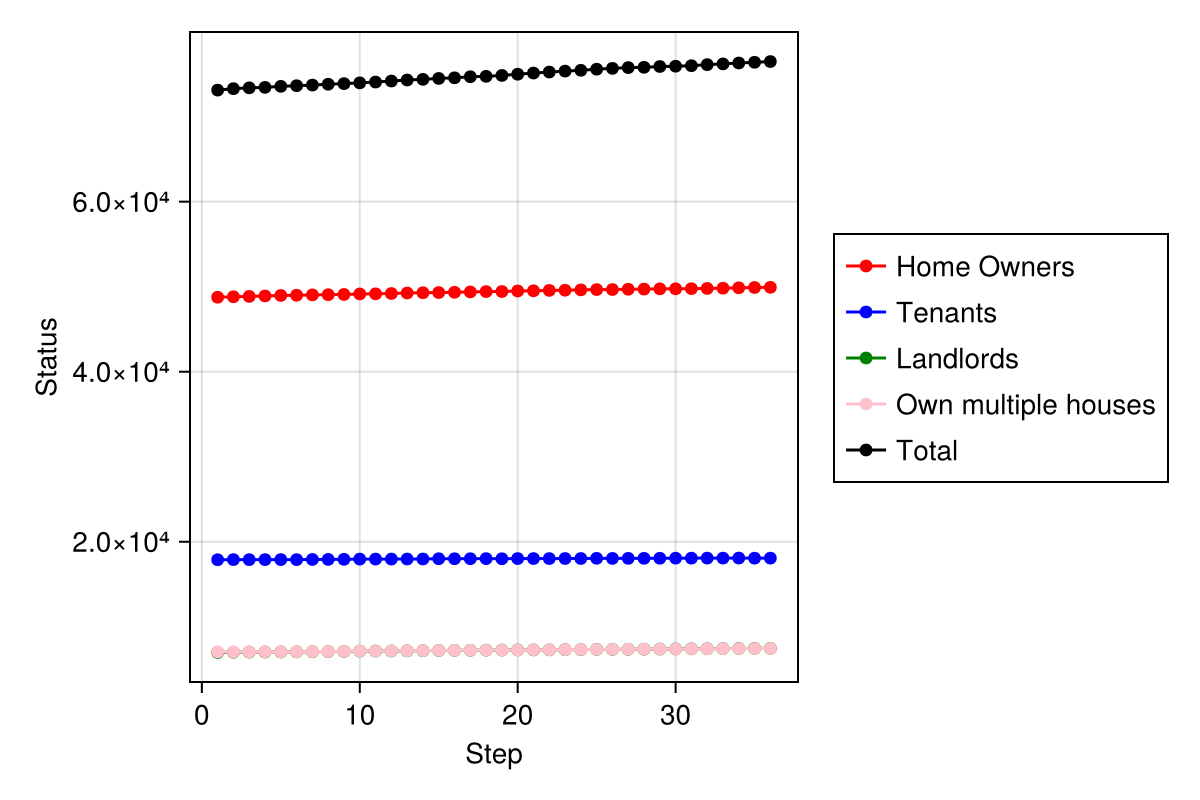 6.0×10⁴
4.0×10⁴
2.0×10⁴
Status
0 10 20 30
Step
Home Owners
Tenants
Landlords
Own multiple houses
Total